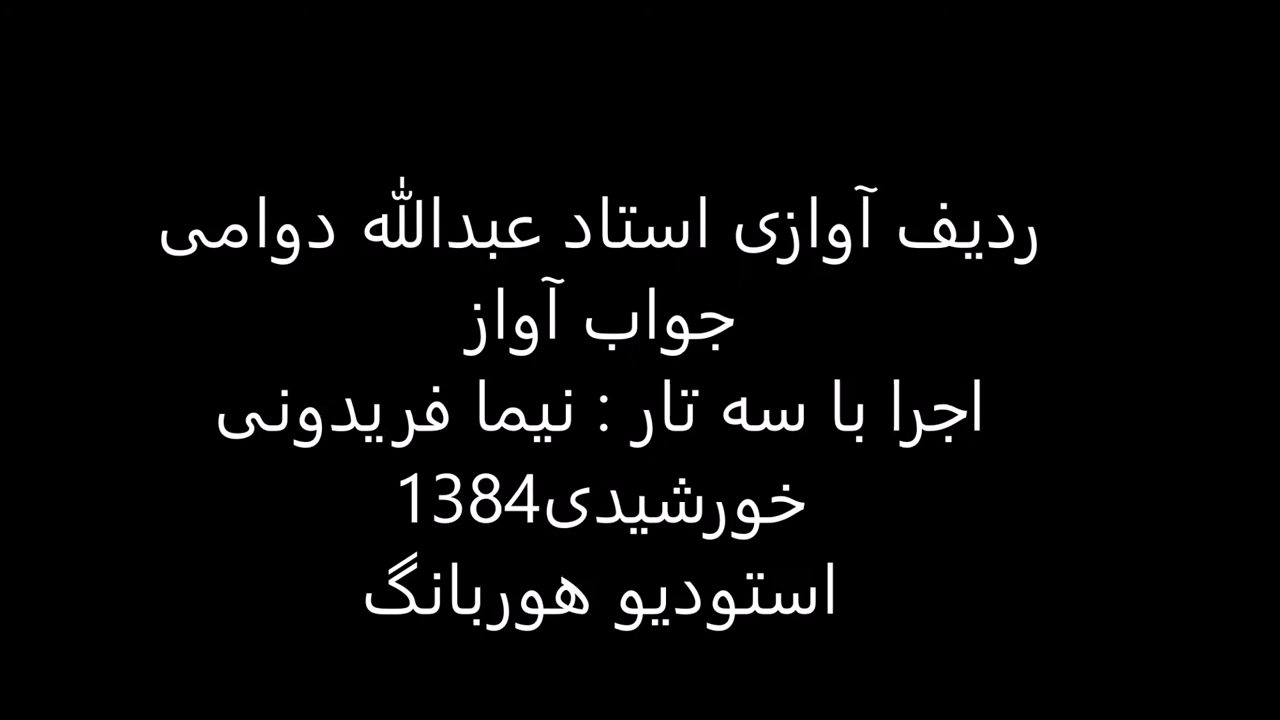 ردیف آوازی استاد عبدالله دوامی
جواب آواز
اجرا با سه تار : نیما فریدونی
خورشیدی1384
استودیو هوربانگ